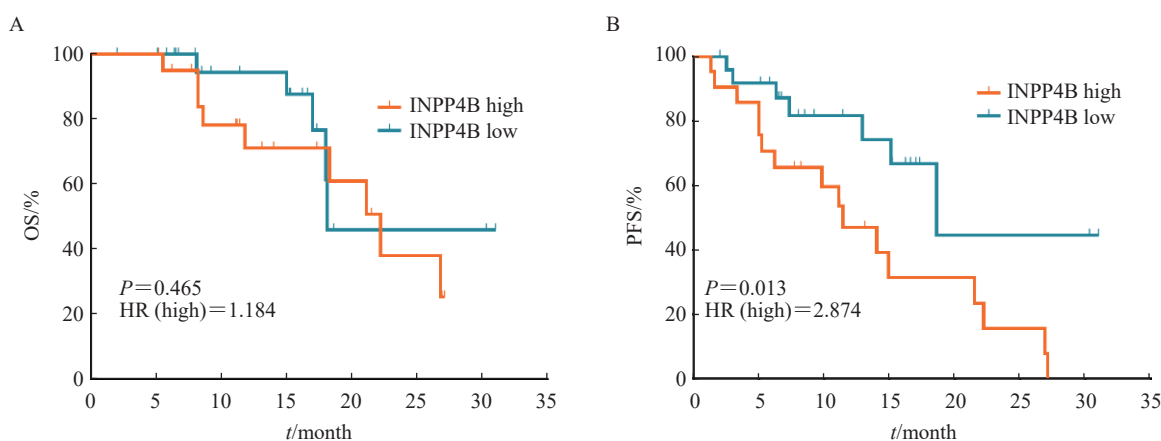 A
100
80
60
40
20
0
OS/%
INPP4B high
INPP4B low
P=0.465
HR (high)=1.184
0 5 10 15 20 25 30 35
t/month
B
100
80
60
40
20
0
PFS/%
INPP4B high
INPP4B low
P=0.013
HR (high)=2.874
0 5 10 15 20 25 30 35
t/month